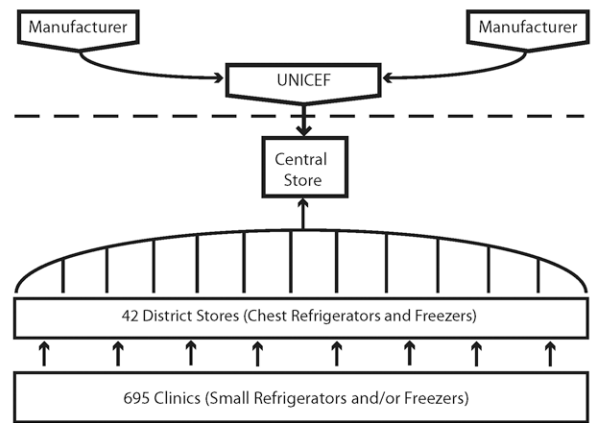 Manufacturer
Manufacturer
UNICEF
Central
Store
42 District Stores (Chest Refrigerators and Freezers)
695 Clinics (Small Refrigerators and/or Freezers)